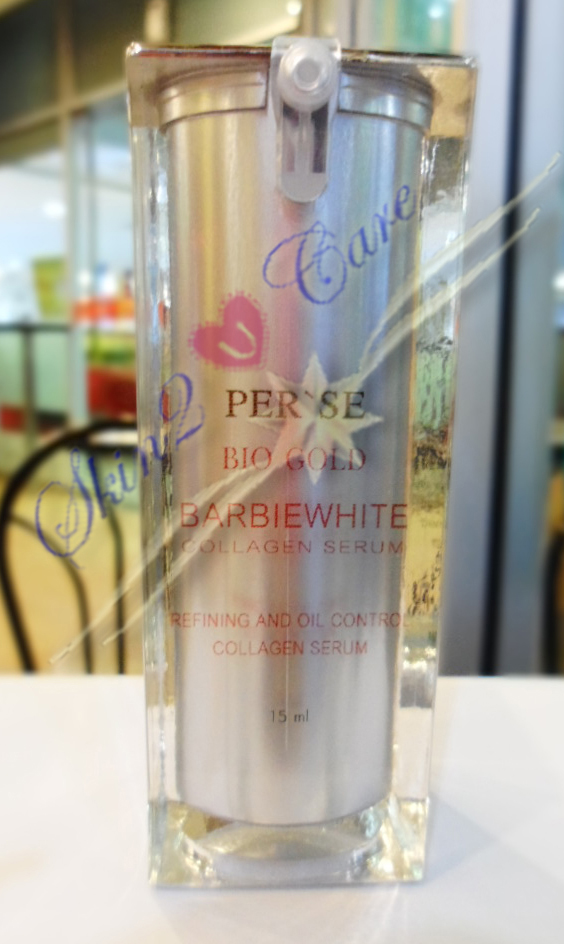 Skin2 U Care
PER`SE
BIO GOLD
BARBIEWHITE
COLLAGEN SERUM
REFINING AND OIL CONTROL
COLLAGEN SERUM
15 ml